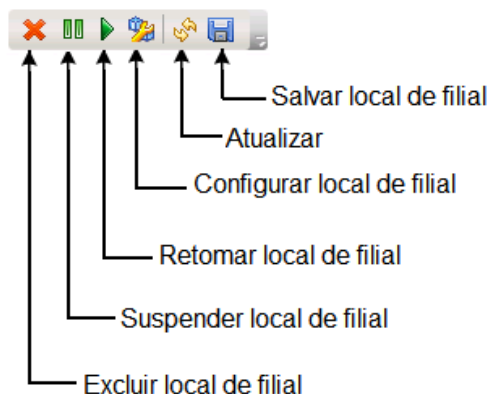 Salvar local de filial
Atualizar
Configurar local de filial
Retomar local de filial
Suspender local de filial
Excluir local de filial